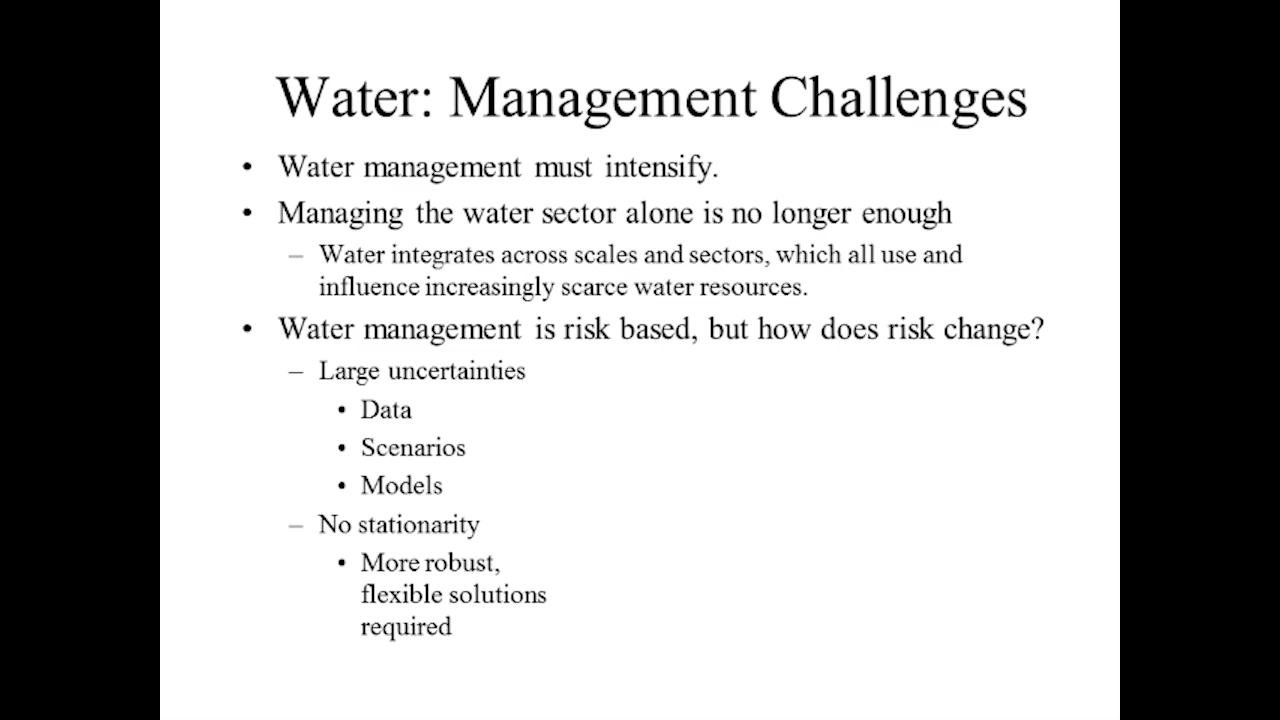 Water: Management Challenges
• Water management must intensify.
• Managing the water sector alone is no longer enough
– Water integrates across scales and sectors, which all use and
influence increasingly scarce water resources.
• Water management is risk based, but how does risk change?
– Large uncertainties
• Data
• Scenarios
• Models
– No stationarity
• More robust,
flexible solutions
required